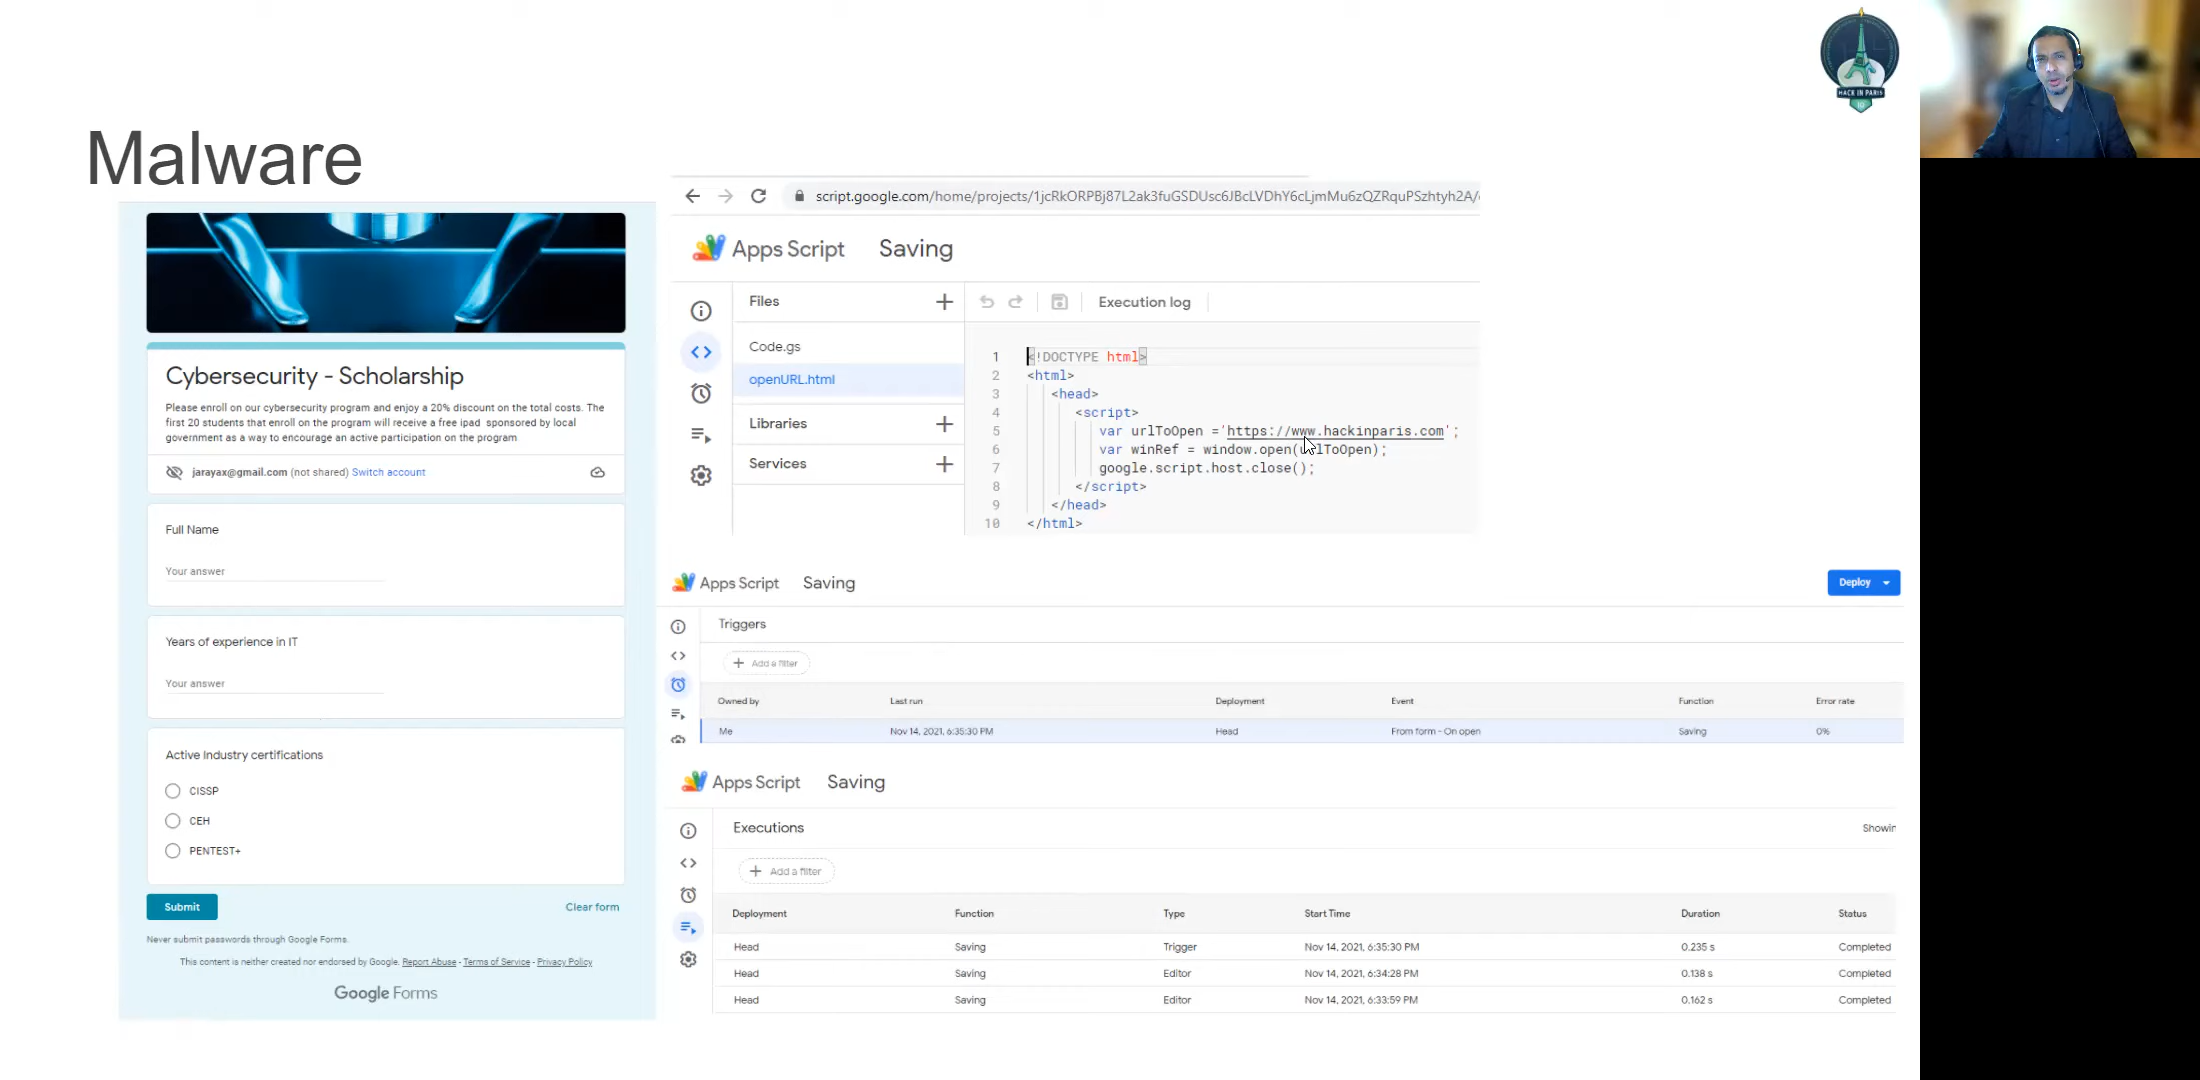 HACK IN PARIS
Malware
Cybersecurity - Scholarship
Please enroll on our cybersecurity program and enjoy a 20% discount on the total costs. The
first 20 students that enroll on the program will receive a free ipad sponsored by local
government as a way to encourage an active participation on the program
jarayax@gmail.com (not shared) Switch account
Full Name
Your answer
Years of experience in IT
Your answer
Active Industry certifications
CISSP
CEH
PENTEST+
Submit
Clear form
Never submit passwords through Google Forms.
This content is neither created nor endorsed by Google. Report Abuse - Terms of Service - Privacy Policy
Google Forms
script.google.com/home/projects/1jcRkORPBj87L2ak3fuGSDUsc6JBcLVDhY6cLjmMu6zQZRquPSzhtyh2A/
Apps Script Saving
Files
Execution log
Code.gs
openURL.html
Libraries
Services
1 <!DOCTYPE html>
2 <html>
3 <head>
4 <script>
5 var urlToOpen ='https://www.hackinparis.com';
6 var winRef = window.open(urlToOpen);
7 google.script.host.close();
8 </script>
9 </head>
10 </html>
Apps Script Saving
Deploy
Triggers
Add a filter
Owned by Last run Deployment Event Function Error rate
Me Nov 14, 2021, 6:35:30 PM Head From form - On open Saving 0%
Apps Script Saving
Executions
Showin
Add a filter
Deployment Function Type Start Time Duration Status
Head Saving Trigger Nov 14, 2021, 6:35:30 PM 0.235 s Completed
Head Saving Editor Nov 14, 2021, 6:34:28 PM 0.138 s Completed
Head Saving Editor Nov 14, 2021, 6:33:59 PM 0.162 s Completed